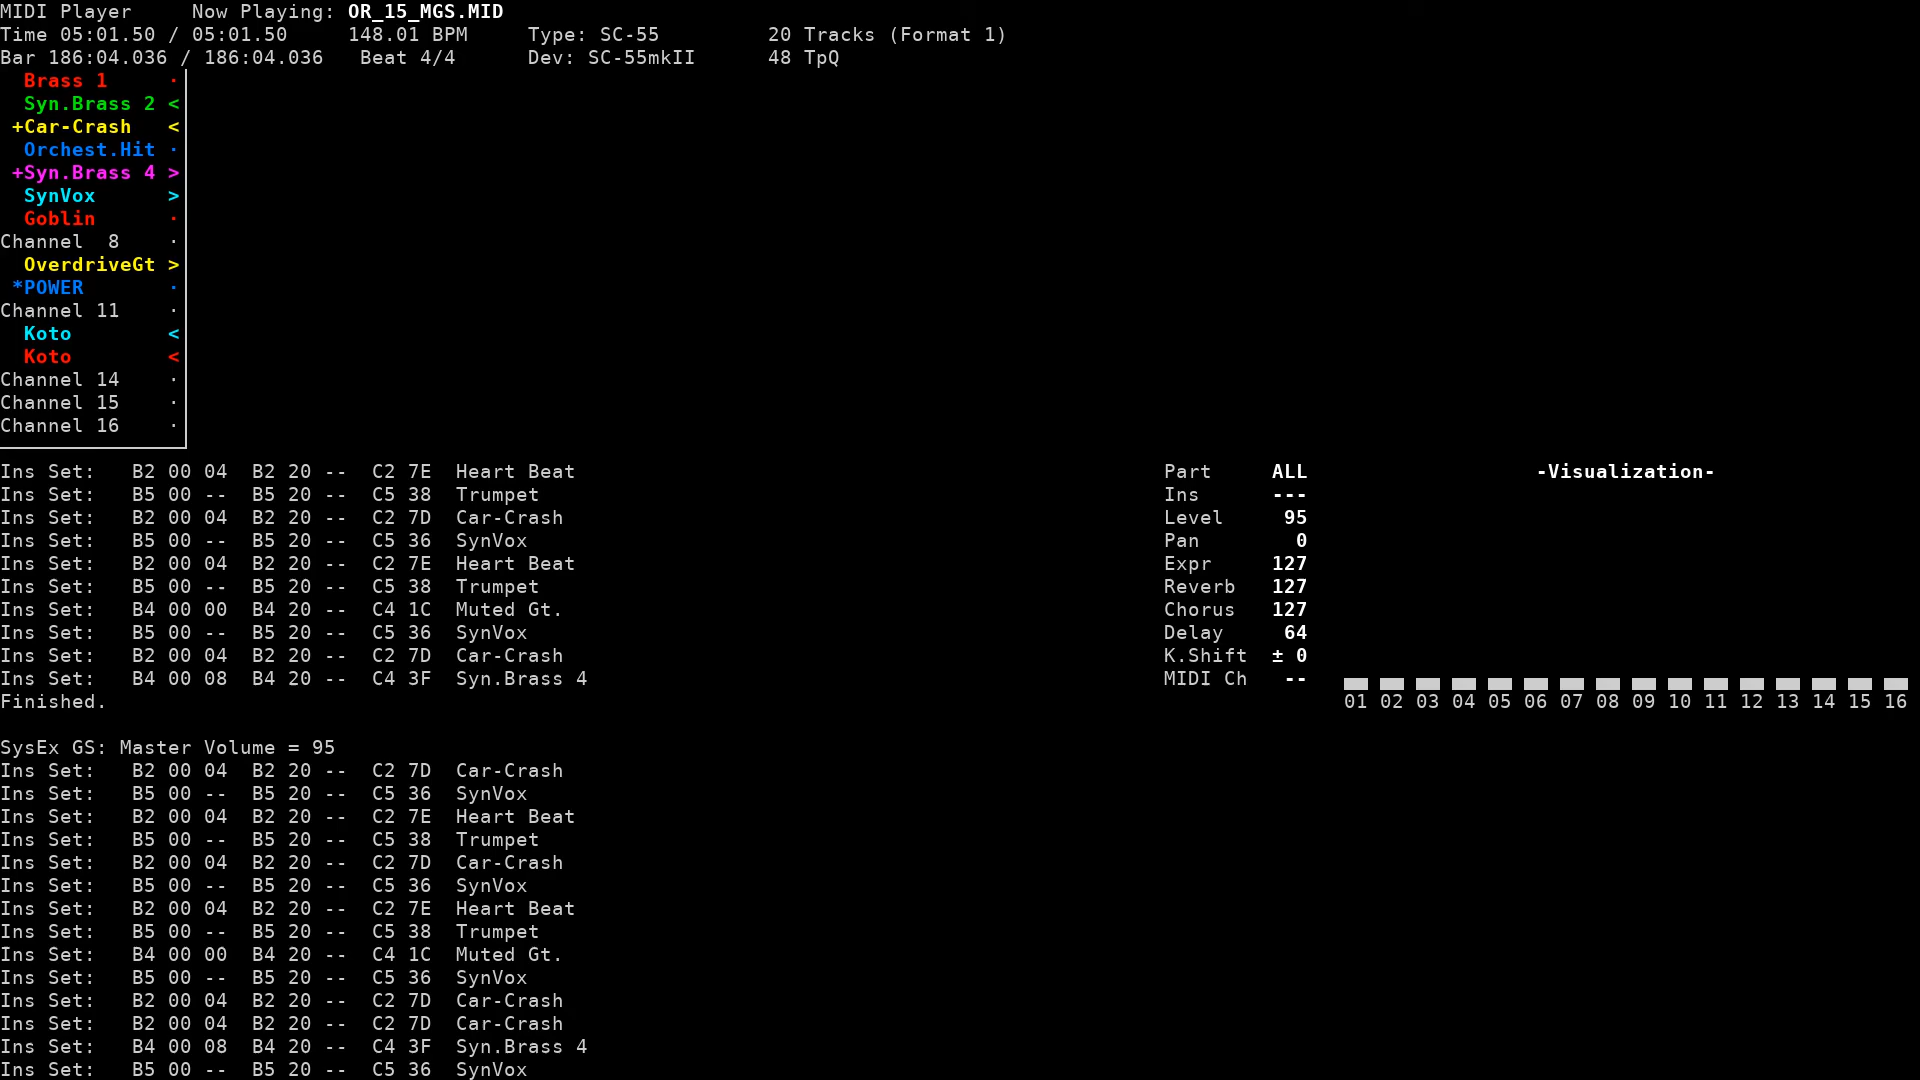 MIDI Player     Now Playing: OR_15_MGS.MID
Time 05:01.50 / 05:01.50     148.01 BPM     Type: SC-55         20 Tracks (Format 1)
Bar 186:04.036 / 186:04.036   Beat 4/4      Dev: SC-55mkII      48 TpQ
Brass 1     ·
Syn.Brass 2 <
+Car-Crash   <
Orchest.Hit ·
+Syn.Brass 4 >
SynVox      >
Goblin      ·
Channel  8    ·
OverdriveGt >
*POWER       ·
Channel 11    ·
Koto        <
Koto        <
Channel 14    ·
Channel 15    ·
Channel 16    ·
Ins Set:   B2 00 04  B2 20 --  C2 7E  Heart Beat     Part     ALL     -Visualization-
Ins Set:   B5 00 --  B5 20 --  C5 38  Trumpet     Ins      ---
Ins Set:   B2 00 04  B2 20 --  C2 7D  Car-Crash     Level     95
Ins Set:   B5 00 --  B5 20 --  C5 36  SynVox     Pan        0
Ins Set:   B2 00 04  B2 20 --  C2 7E  Heart Beat     Expr     127
Ins Set:   B5 00 --  B5 20 --  C5 38  Trumpet     Reverb   127
Ins Set:   B4 00 00  B4 20 --  C4 1C  Muted Gt.     Chorus   127
Ins Set:   B5 00 --  B5 20 --  C5 36  SynVox     Delay     64
Ins Set:   B2 00 04  B2 20 --  C2 7D  Car-Crash     K.Shift  ± 0
Ins Set:   B4 00 08  B4 20 --  C4 3F  Syn.Brass 4     MIDI Ch   --
Finished.     01 02 03 04 05 06 07 08 09 10 11 12 13 14 15 16
SysEx GS: Master Volume = 95
Ins Set:   B2 00 04  B2 20 --  C2 7D  Car-Crash
Ins Set:   B5 00 --  B5 20 --  C5 36  SynVox
Ins Set:   B2 00 04  B2 20 --  C2 7E  Heart Beat
Ins Set:   B5 00 --  B5 20 --  C5 38  Trumpet
Ins Set:   B2 00 04  B2 20 --  C2 7D  Car-Crash
Ins Set:   B5 00 --  B5 20 --  C5 36  SynVox
Ins Set:   B2 00 04  B2 20 --  C2 7E  Heart Beat
Ins Set:   B5 00 --  B5 20 --  C5 38  Trumpet
Ins Set:   B4 00 00  B4 20 --  C4 1C  Muted Gt.
Ins Set:   B5 00 --  B5 20 --  C5 36  SynVox
Ins Set:   B2 00 04  B2 20 --  C2 7D  Car-Crash
Ins Set:   B2 00 04  B2 20 --  C2 7D  Car-Crash
Ins Set:   B4 00 08  B4 20 --  C4 3F  Syn.Brass 4
Ins Set:   B5 00 --  B5 20 --  C5 36  SynVox